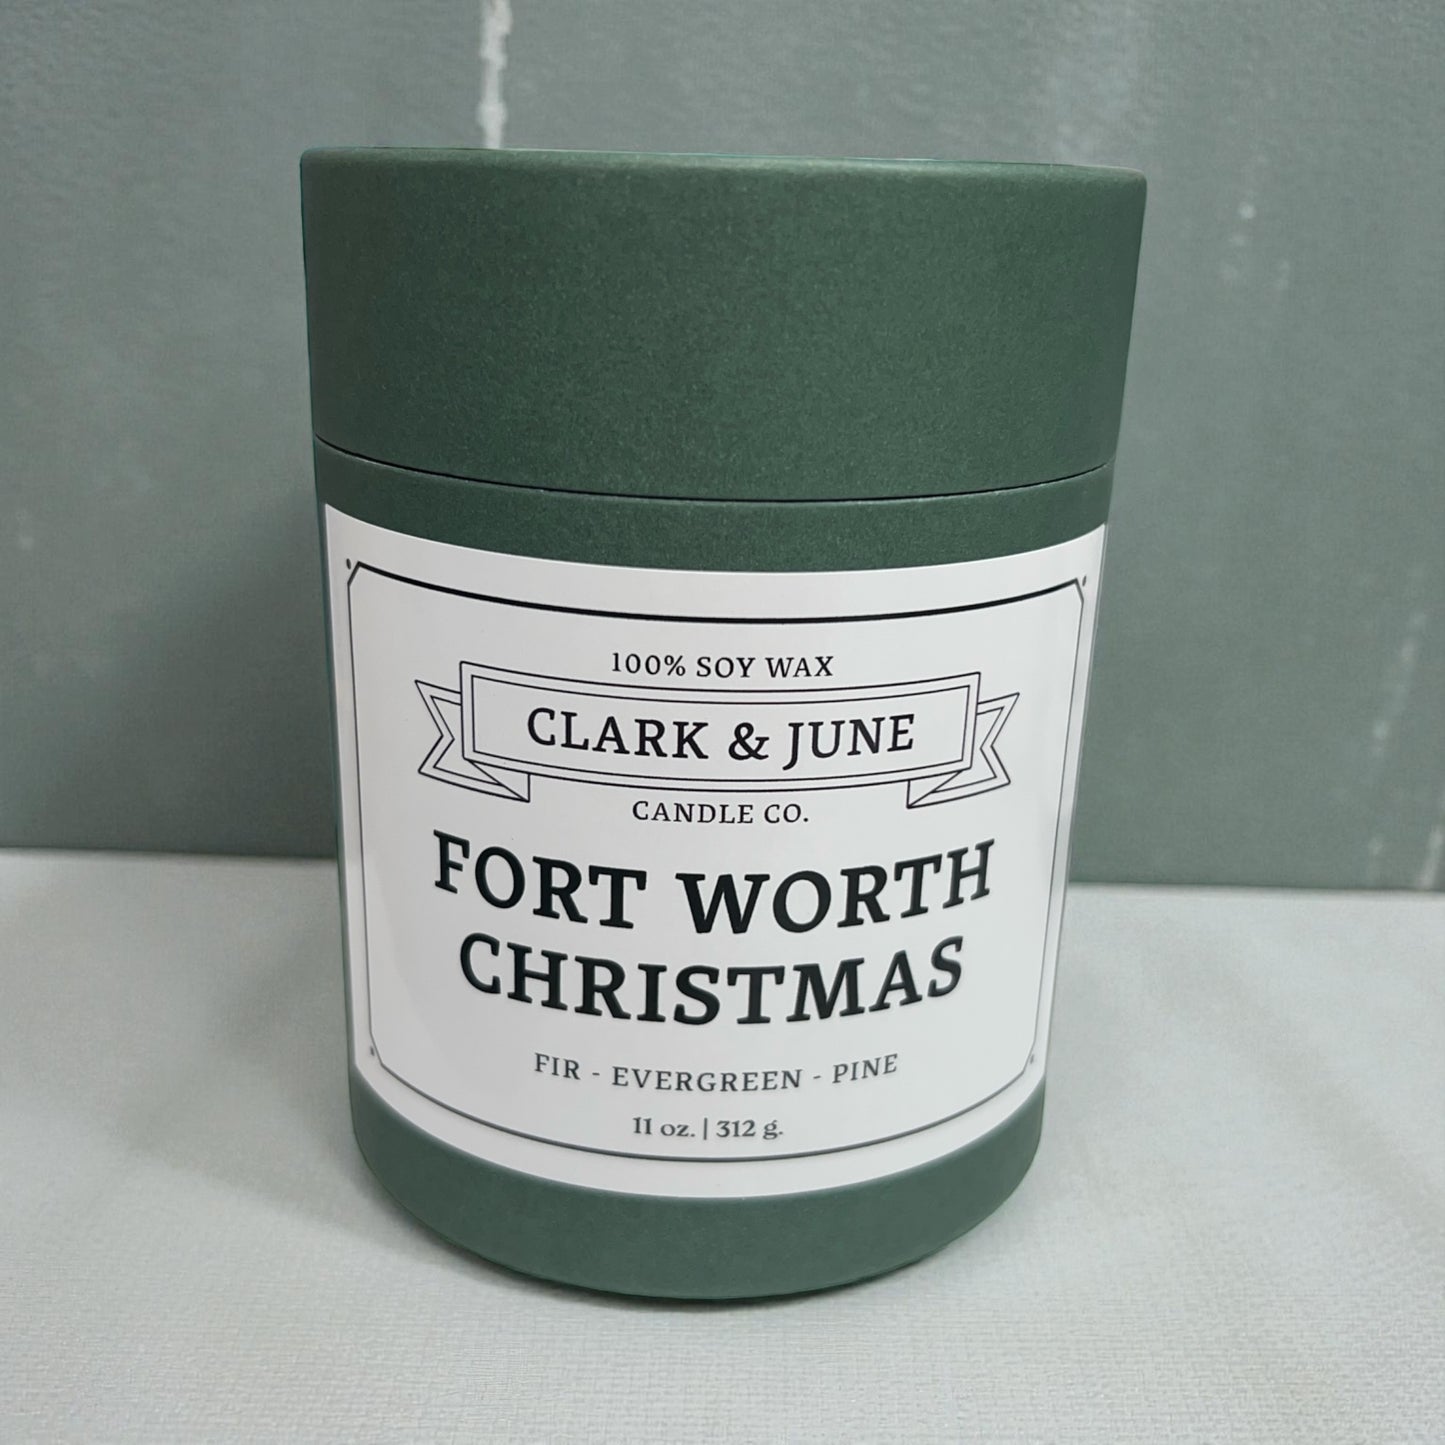 100% SOY WAX
CLARK & JUNE
CANDLE CO.
FORT WORTH
CHRISTMAS
FIR - EVERGREEN - PINE
11 oz. | 312 g.